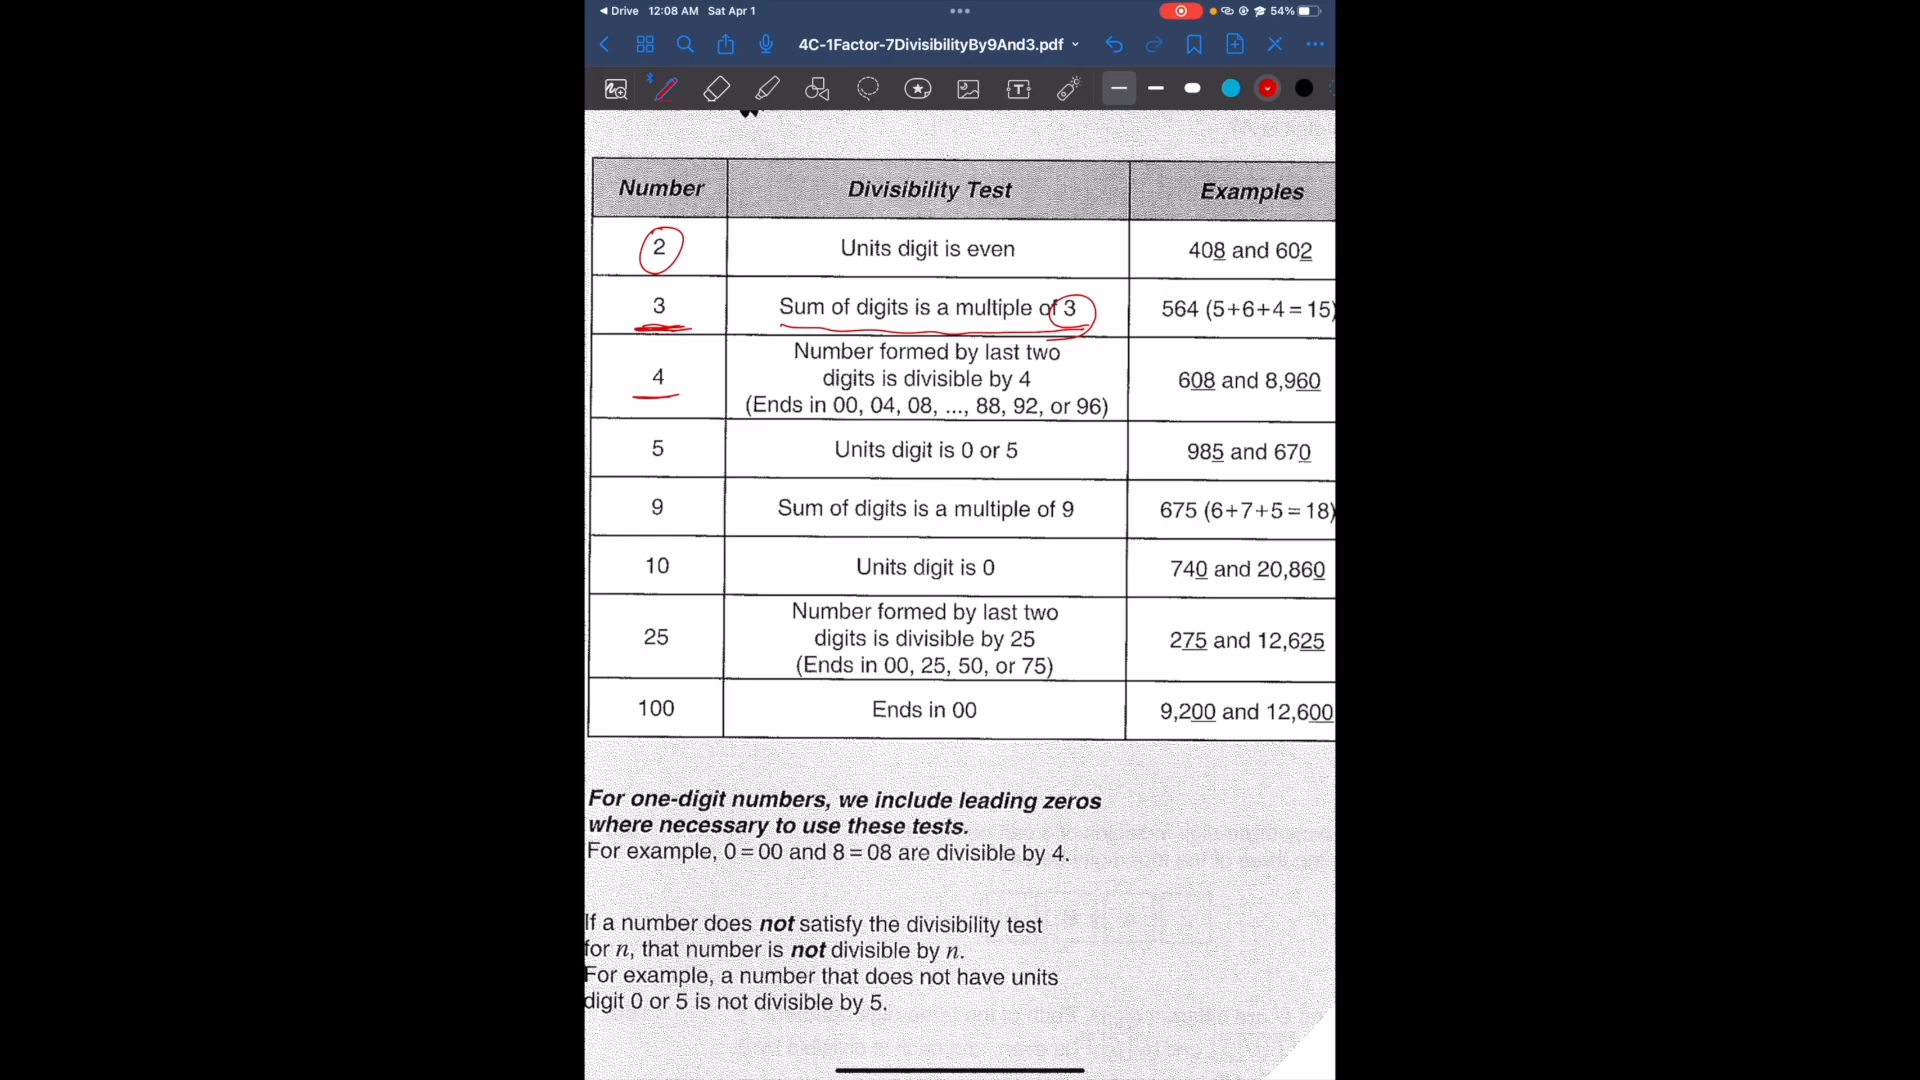 Drive 12:08 AM Sat Apr 1
54%
4C-1Factor-7DivisibilityBy9And3.pdf
Number Divisibility Test Examples
2 Units digit is even 408 and 602
3 Sum of digits is a multiple of 3 564 (5+6+4=15)
4 Number formed by last two
digits is divisible by 4
(Ends in 00, 04, 08, ..., 88, 92, or 96) 608 and 8,960
5 Units digit is 0 or 5 985 and 670
9 Sum of digits is a multiple of 9 675 (6+7+5=18)
10 Units digit is 0 740 and 20,860
25 Number formed by last two
digits is divisible by 25
(Ends in 00, 25, 50, or 75) 275 and 12,625
100 Ends in 00 9,200 and 12,600
For one-digit numbers, we include leading zeros
where necessary to use these tests.
For example, 0=00 and 8=08 are divisible by 4.
If a number does not satisfy the divisibility test
for n, that number is not divisible by n.
For example, a number that does not have units
digit 0 or 5 is not divisible by 5.